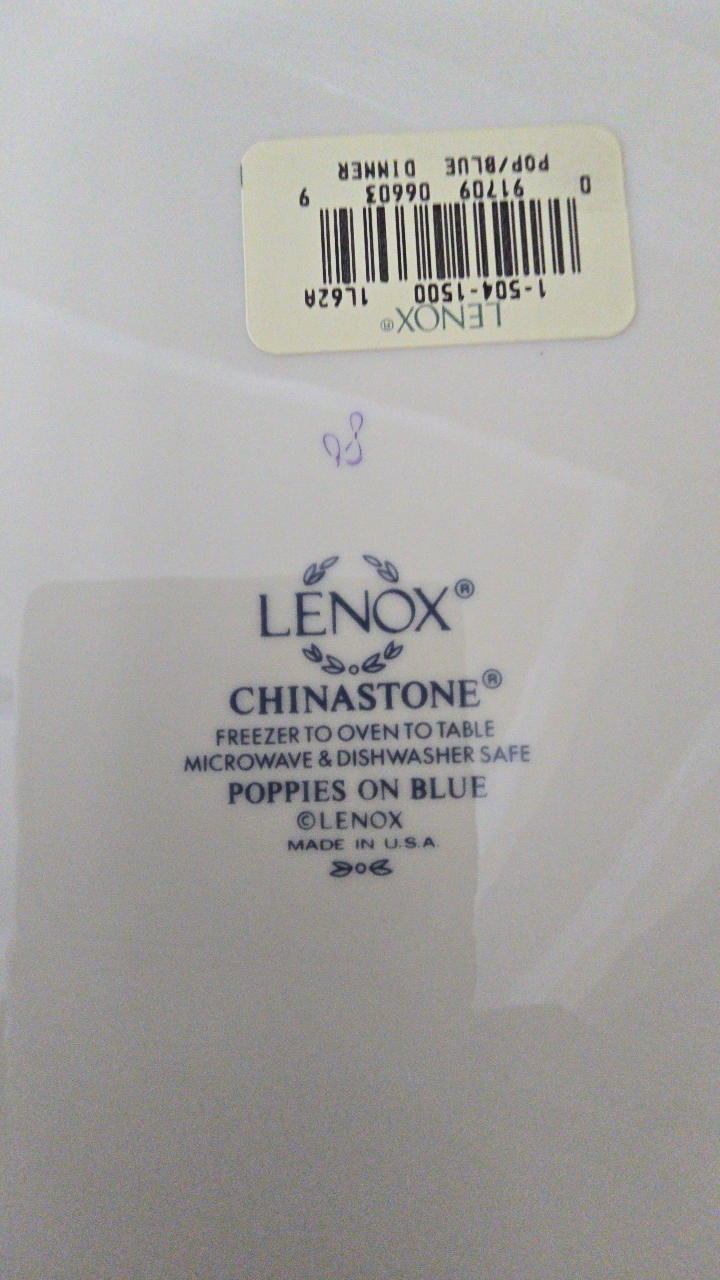 LENOX®
1-504-1500 1L62A
0 91709 06603 9
POP/BLUE DINNER
LENOX®
CHINASTONE®
FREEZER TO OVEN TO TABLE
MICROWAVE & DISHWASHER SAFE
POPPIES ON BLUE
©LENOX
MADE IN U.S.A.